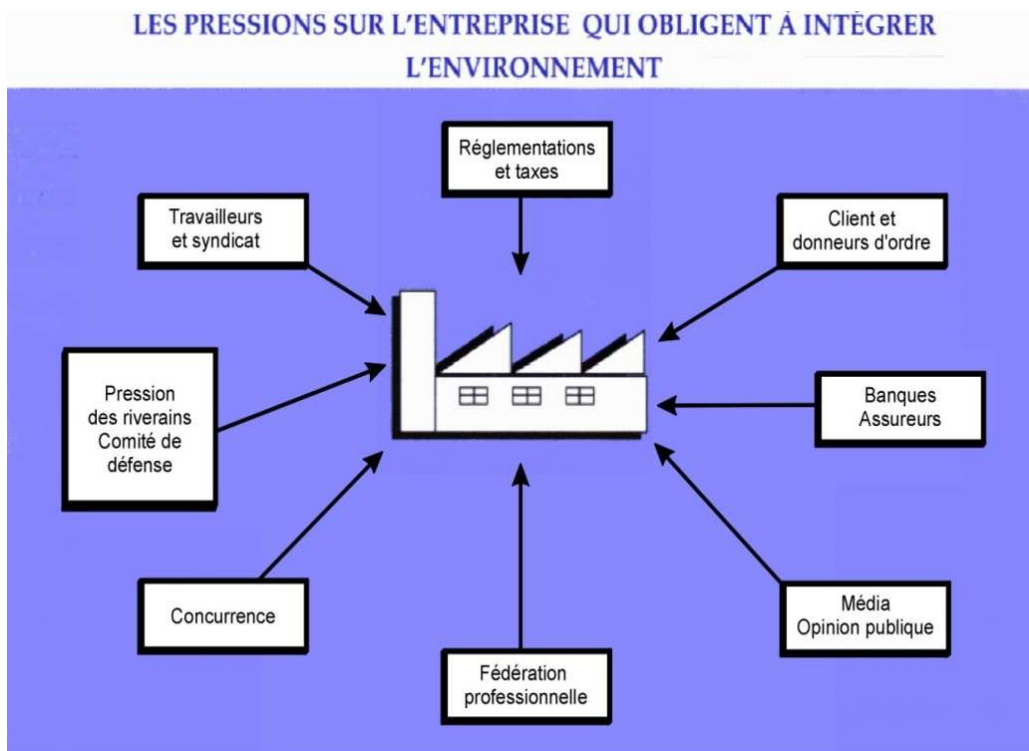 LES PRESSIONS SUR L'ENTREPRISE QUI OBLIGENT À INTÉGRER
L'ENVIRONNEMENT
Réglementations
et taxes
Travailleurs
et syndicat
Client et
donneurs d'ordre
Pression
des riverains
Comité de
défense
Banques
Assureurs
Concurrence
Média
Opinion publique
Fédération
professionnelle